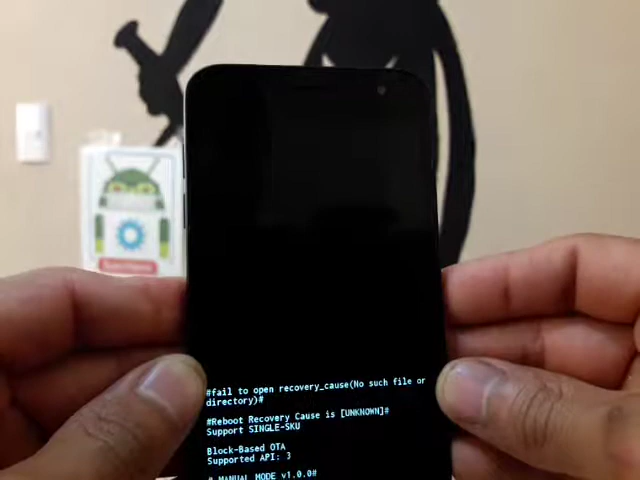 #fail to open recovery_cause(No such file or
directory)#
#Reboot Recovery Cause is [UNKNOWN]#
Support SINGLE-SKU
Block-Based OTA
Supported API: 3
# MANUAL MODE v1.0.0#